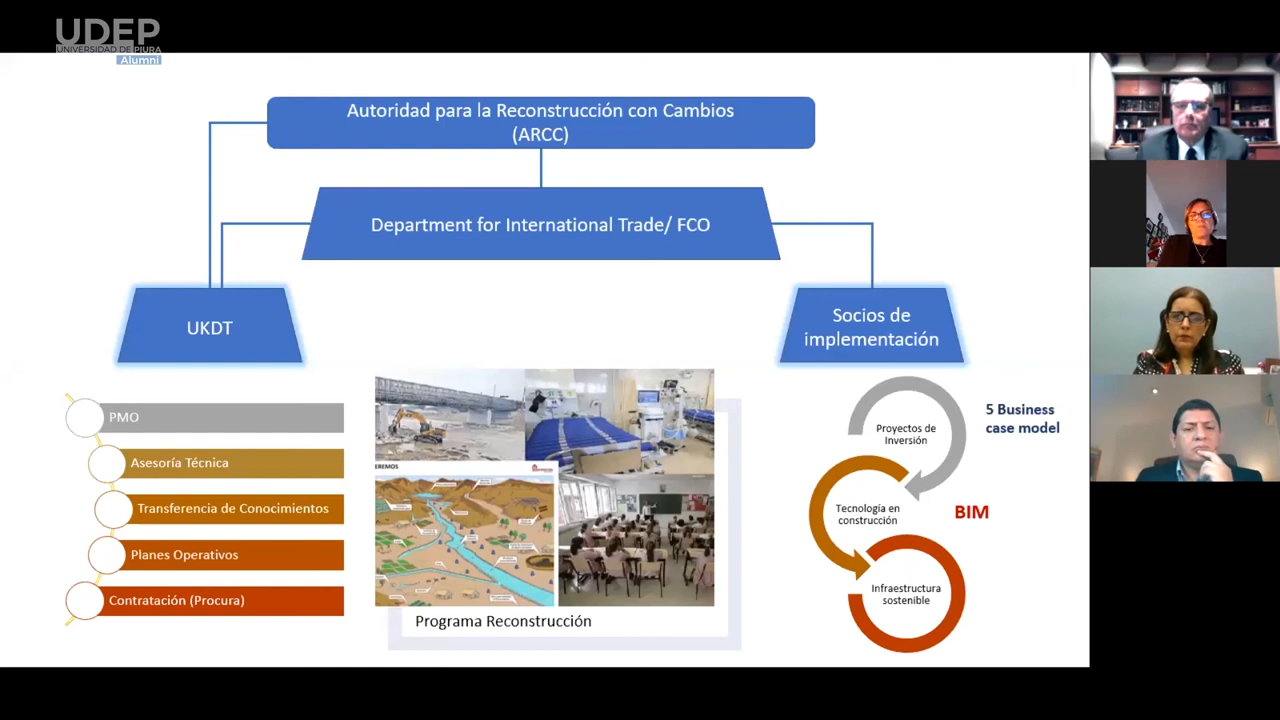 UDEP
UNIVERSIDAD DE PIURA
Alumni
Autoridad para la Reconstrucción con Cambios
(ARCC)
Department for International Trade/ FCO
UKDT
Socios de
implementación
PMO
Asesoría Técnica
Transferencia de Conocimientos
Planes Operativos
Contratación (Procura)
EREMOS
Programa Reconstrucción
Proyectos de
Inversión
5 Business
case model
Tecnología en
construcción
BIM
Infraestructura
sostenible